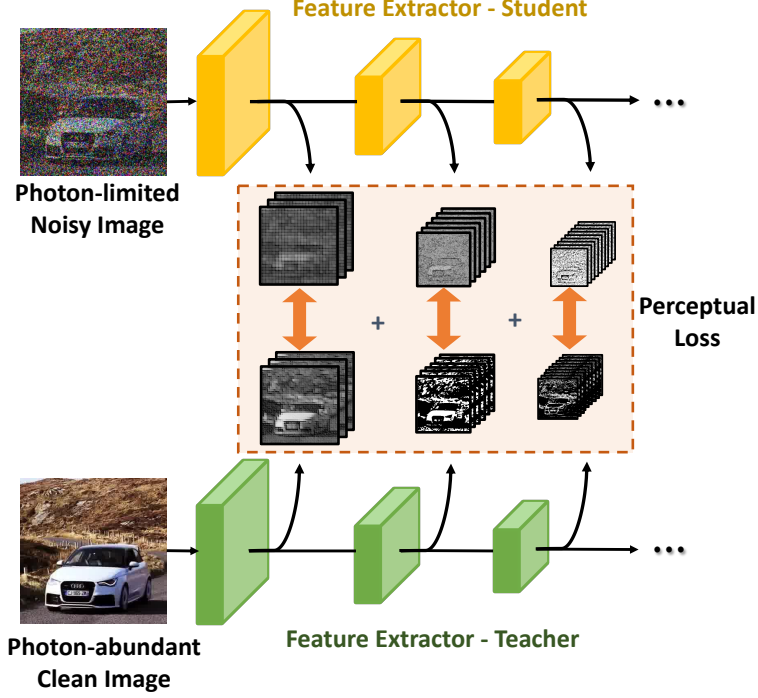 Feature Extractor - Student
Photon-limited
Noisy Image
+
+
Perceptual
Loss
Photon-abundant
Clean Image
Feature Extractor - Teacher